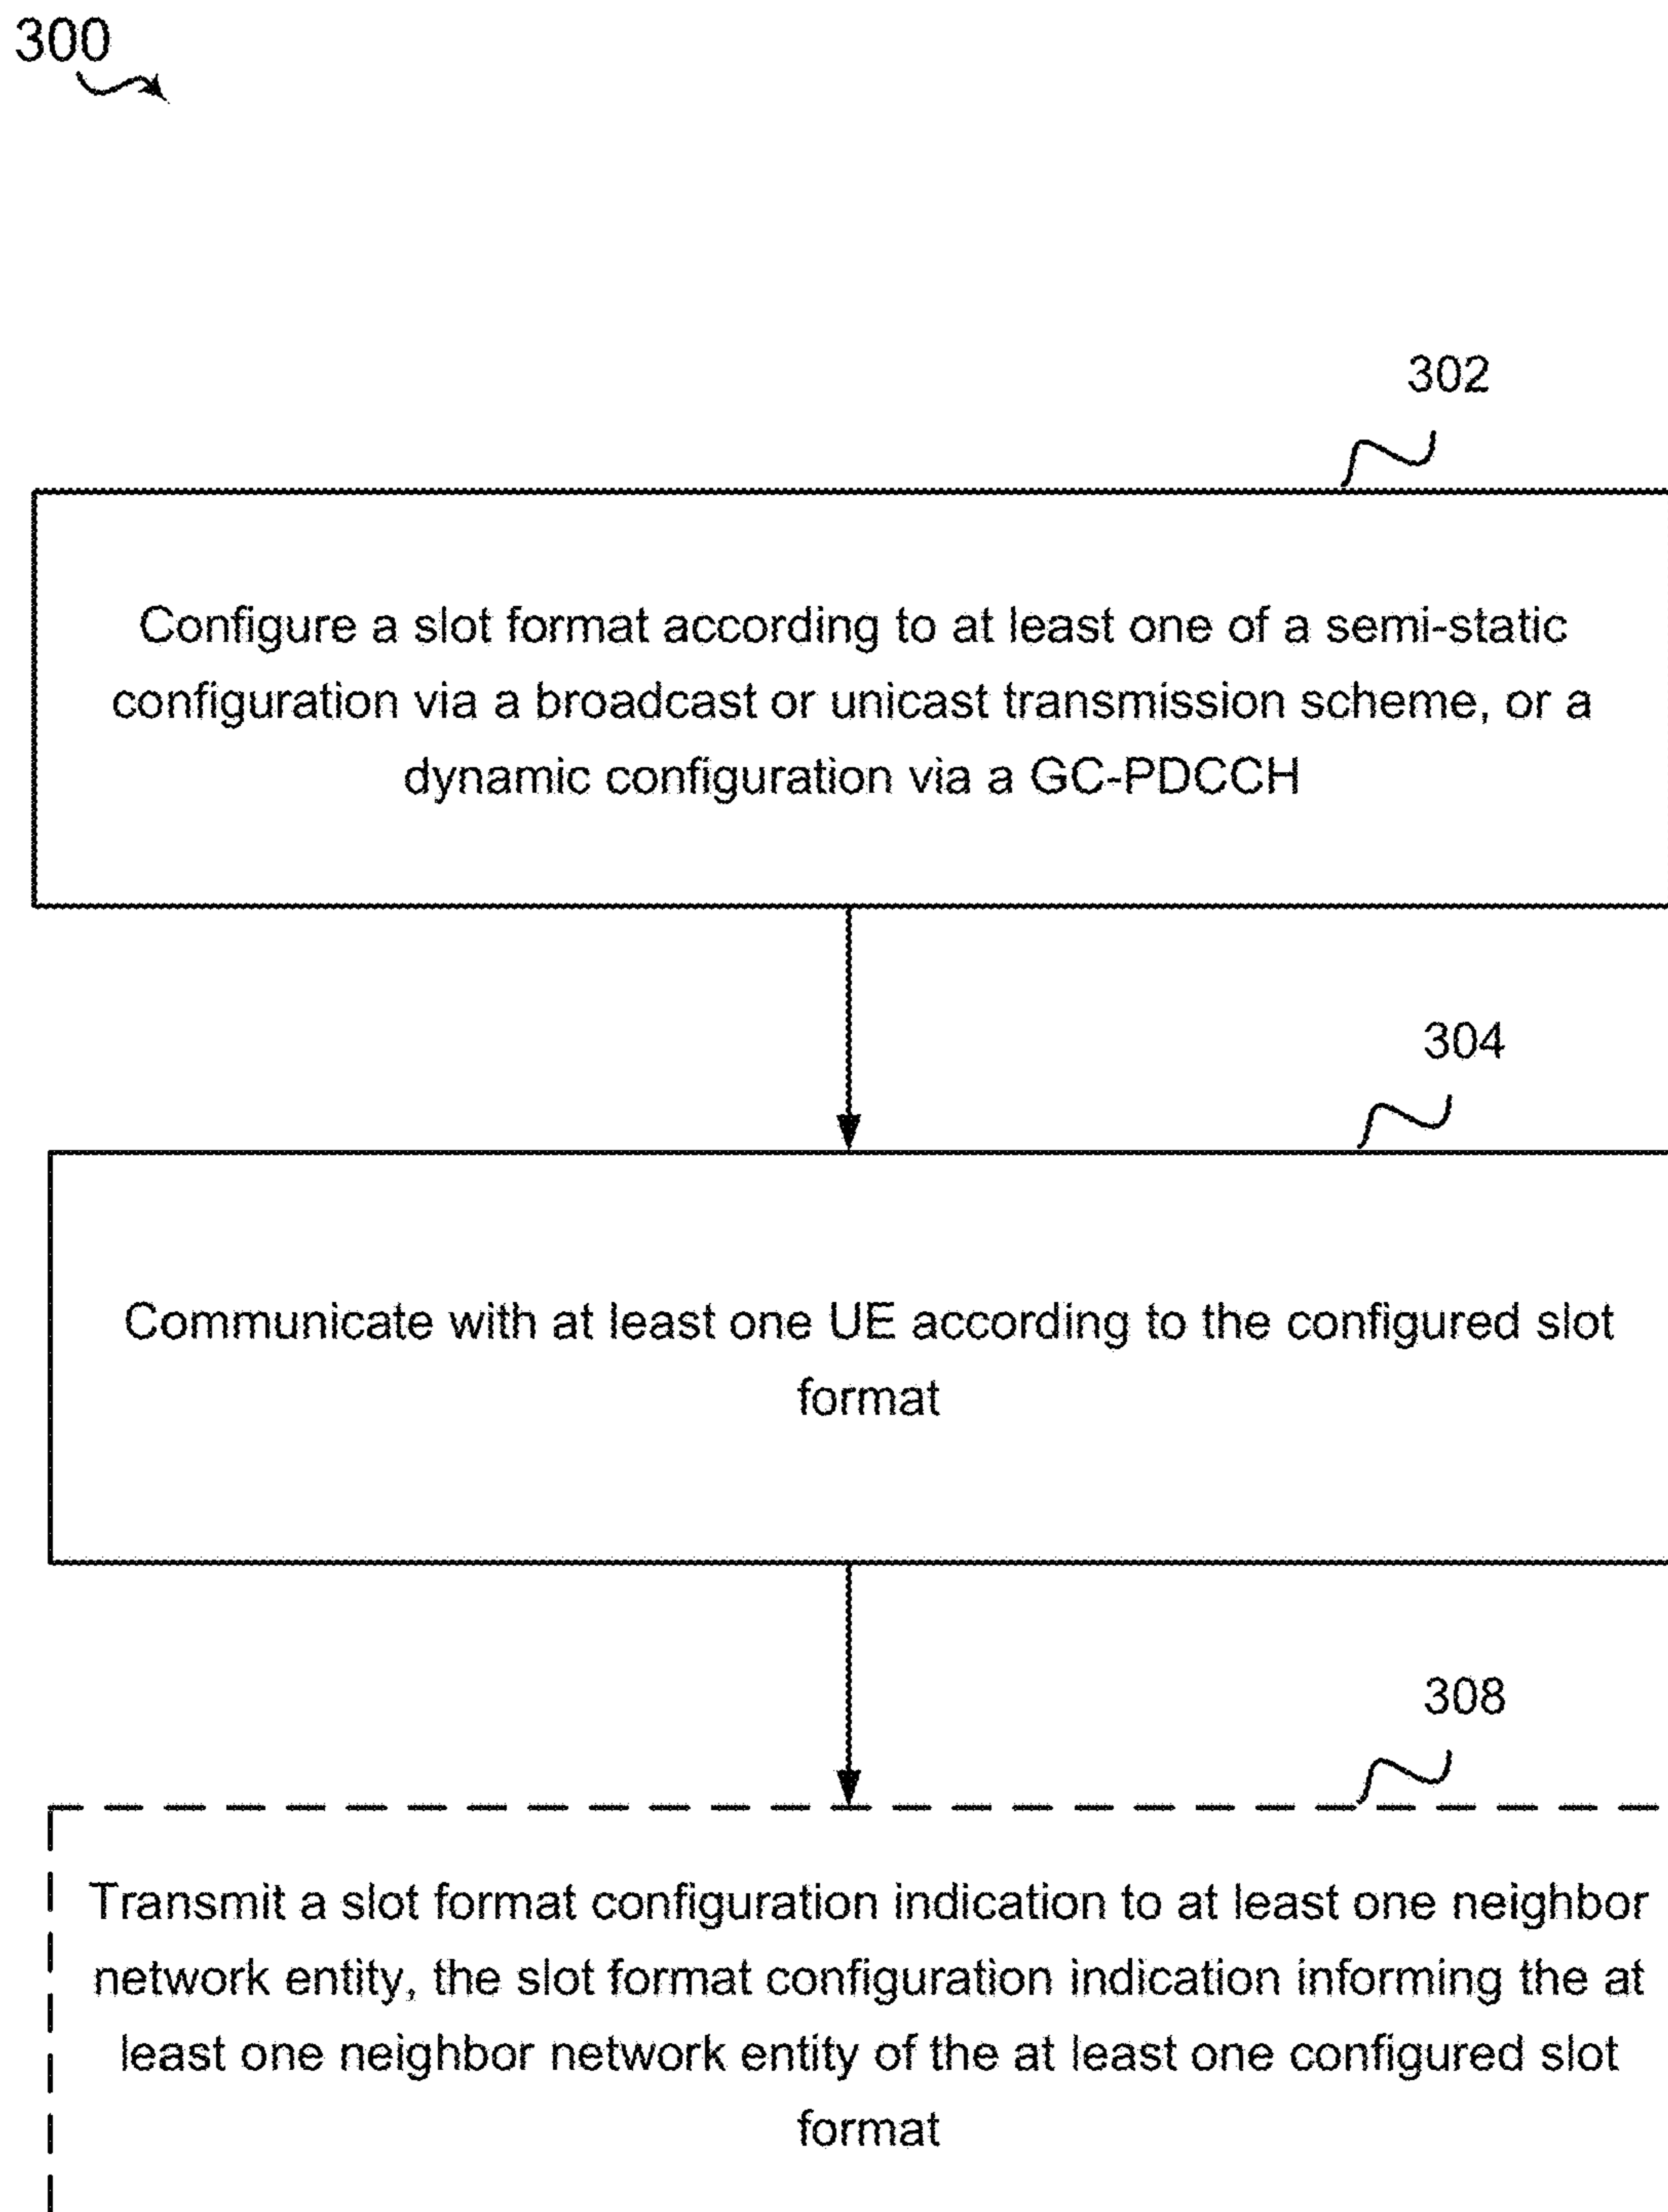 300
302
Configure a slot format according to at least one of a semi-static
configuration via a broadcast or unicast transmission scheme, or a
dynamic configuration via a GC-PDCCH
304
Communicate with at least one UE according to the configured slot
format
308
Transmit a slot format configuration indication to at least one neighbor
network entity, the slot format configuration indication informing the at
least one neighbor network entity of the at least one configured slot
format